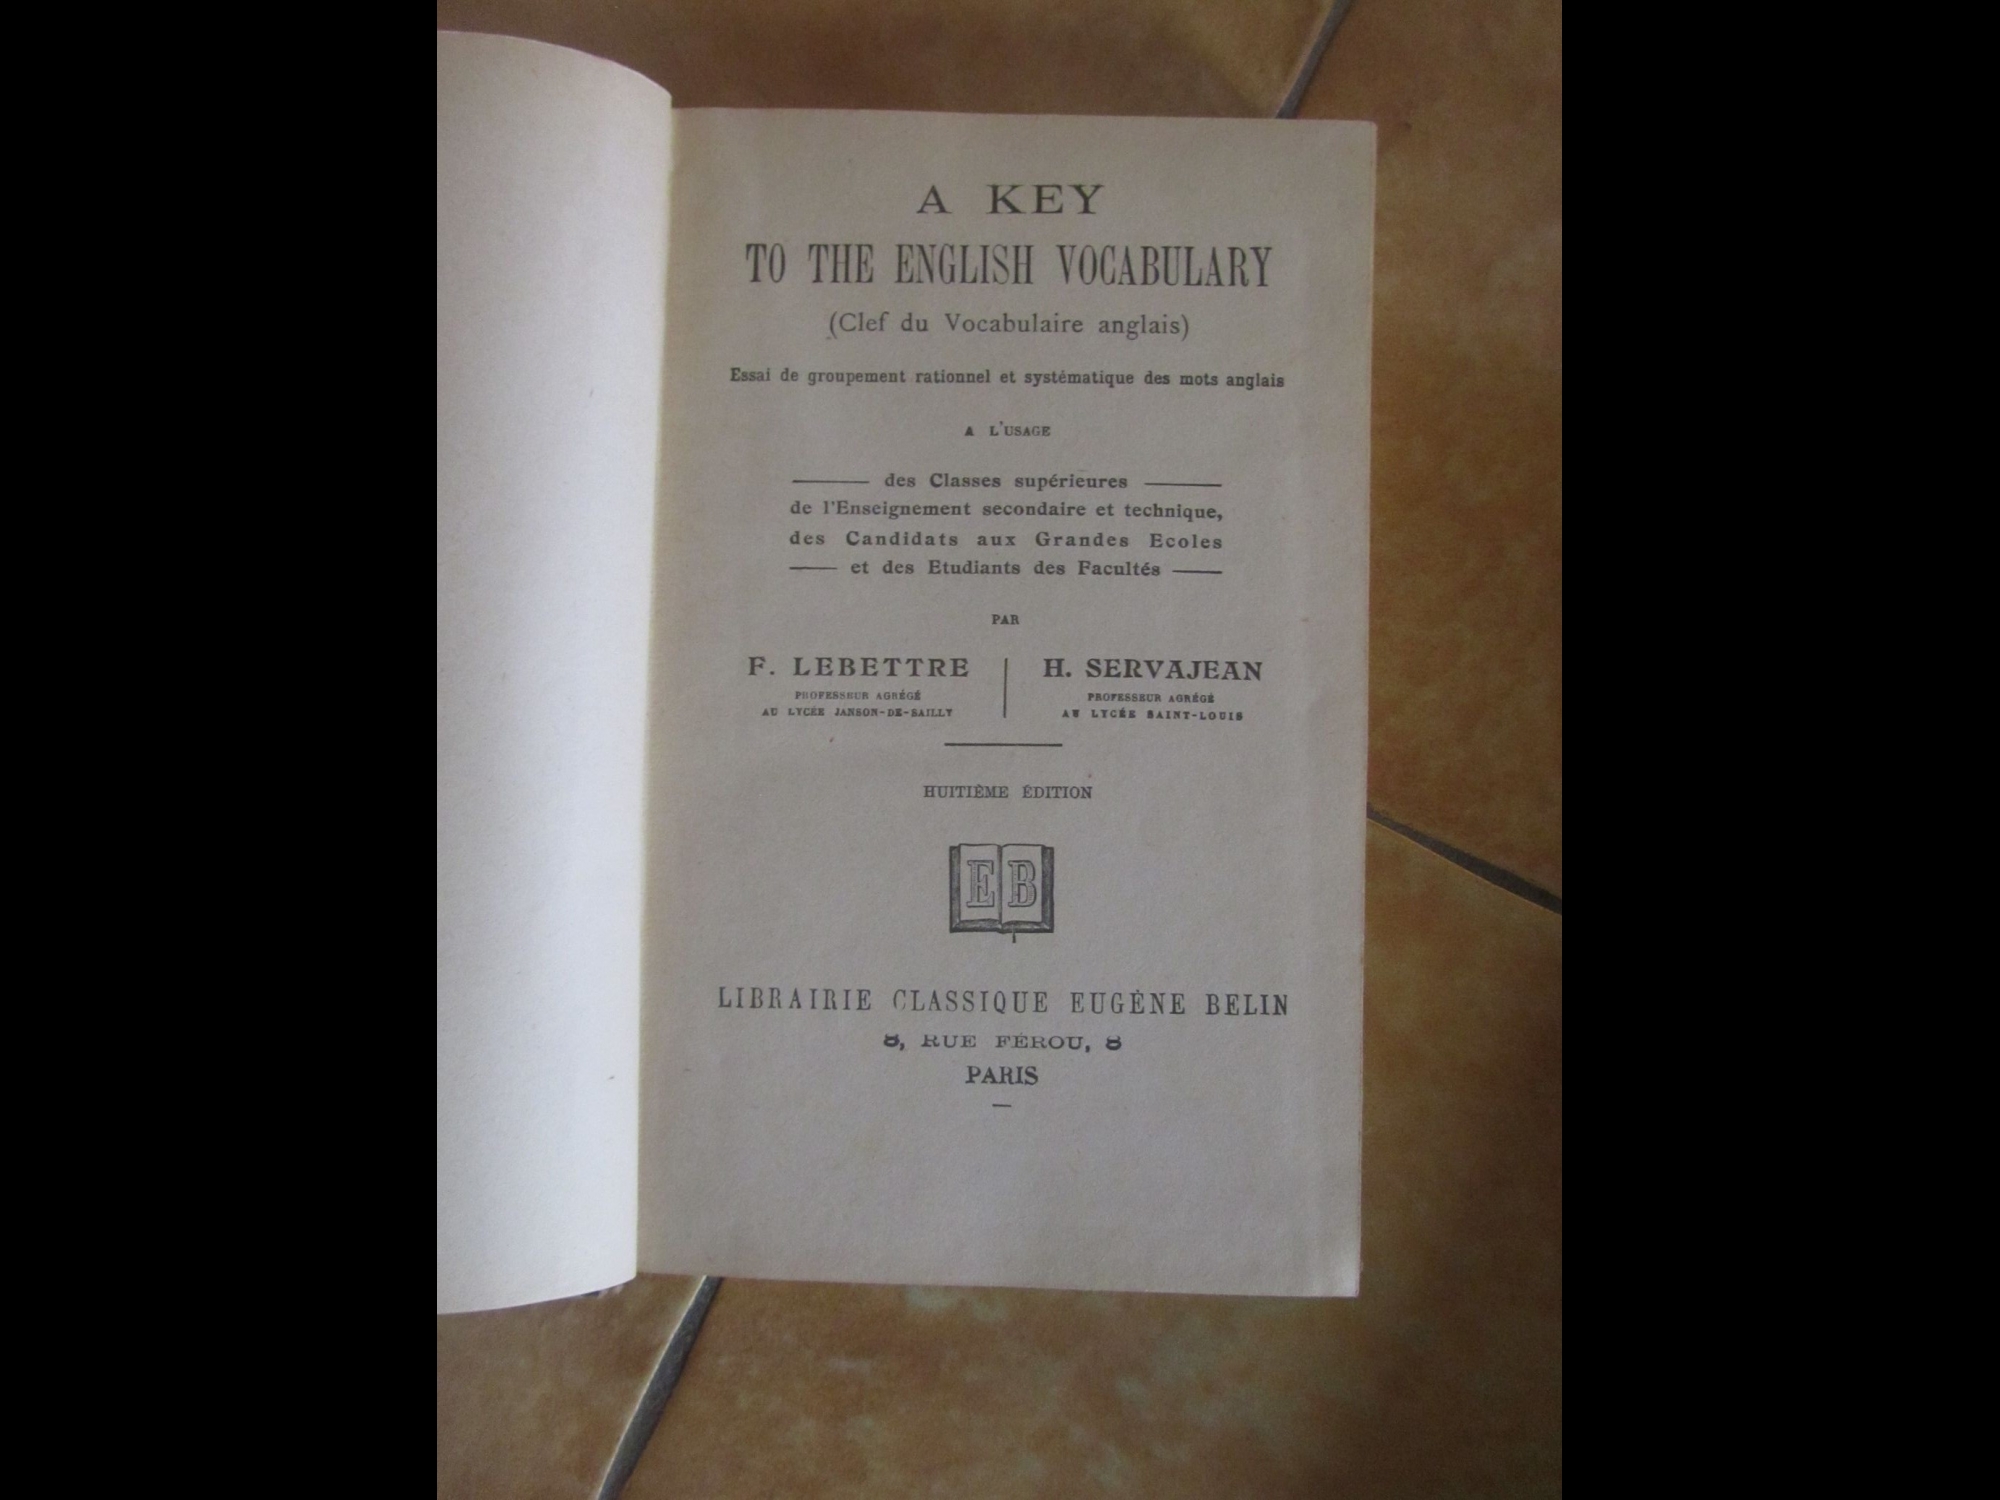 A KEY
TO THE ENGLISH VOCABULARY
(Clef du Vocabulaire anglais)
Essai de groupement rationnel et systématique des mots anglais
A L'USAGE
des Classes supérieures
de l'Enseignement secondaire et technique,
des Candidats aux Grandes Ecoles
et des Etudiants des Facultés
PAR
F. LEBETTRE
PROFESSEUR AGRÉGÉ
AU LYCÉE JANSON-DE-SAILLY
H. SERVAJEAN
PROFESSEUR AGRÉGÉ
AU LYCÉE SAINT-LOUIS
HUITIÈME ÉDITION
EB
LIBRAIRIE CLASSIQUE EUGÈNE BELIN
8, RUE FÉROU, 8
PARIS